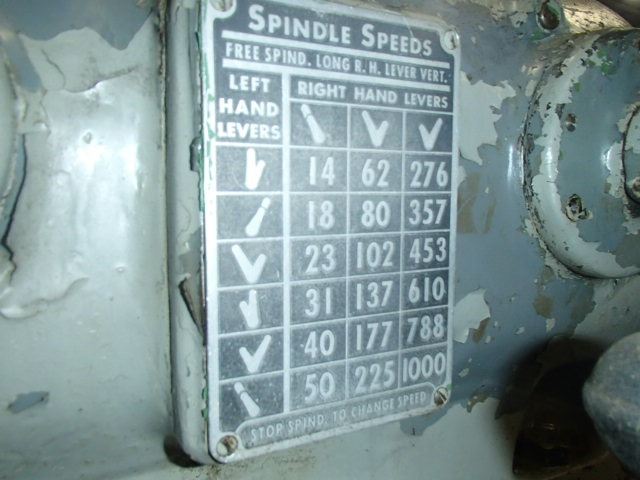 SPINDLE SPEEDS
FREE SPIND. LONG R. H. LEVER VERT.
LEFT HAND LEVERS
RIGHT HAND LEVERS
14 62 276
18 80 357
23 102 453
31 137 610
40 177 788
50 225 1000
STOP SPIND. TO CHANGE SPEED